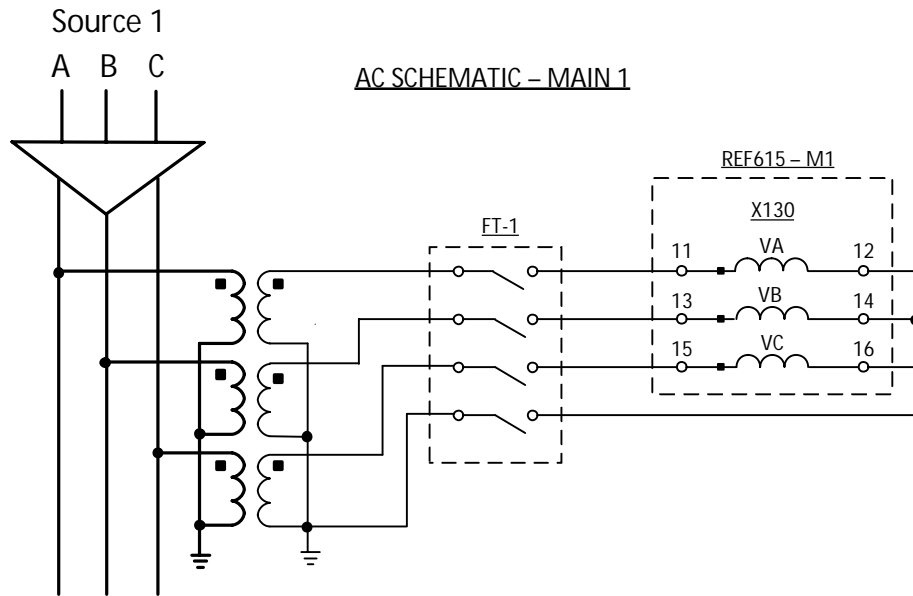 Source 1
A B C
AC SCHEMATIC – MAIN 1
REF615 – M1
X130
FT-1
11 VA 12
13 VB 14
15 VC 16